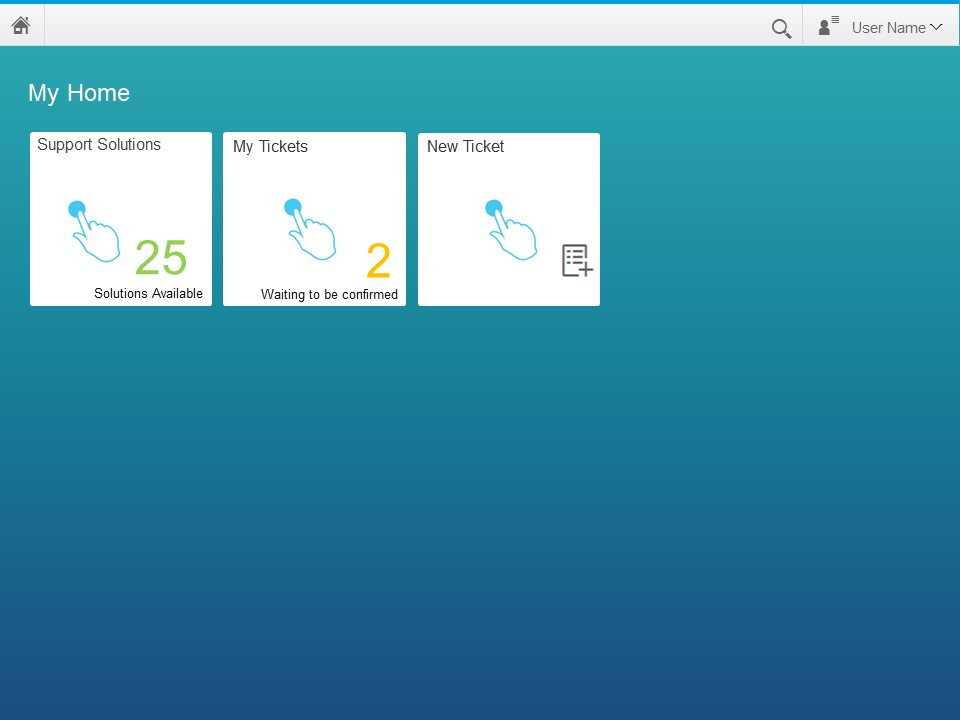 User Name
My Home
Support Solutions
25
Solutions Available
My Tickets
2
Waiting to be confirmed
New Ticket